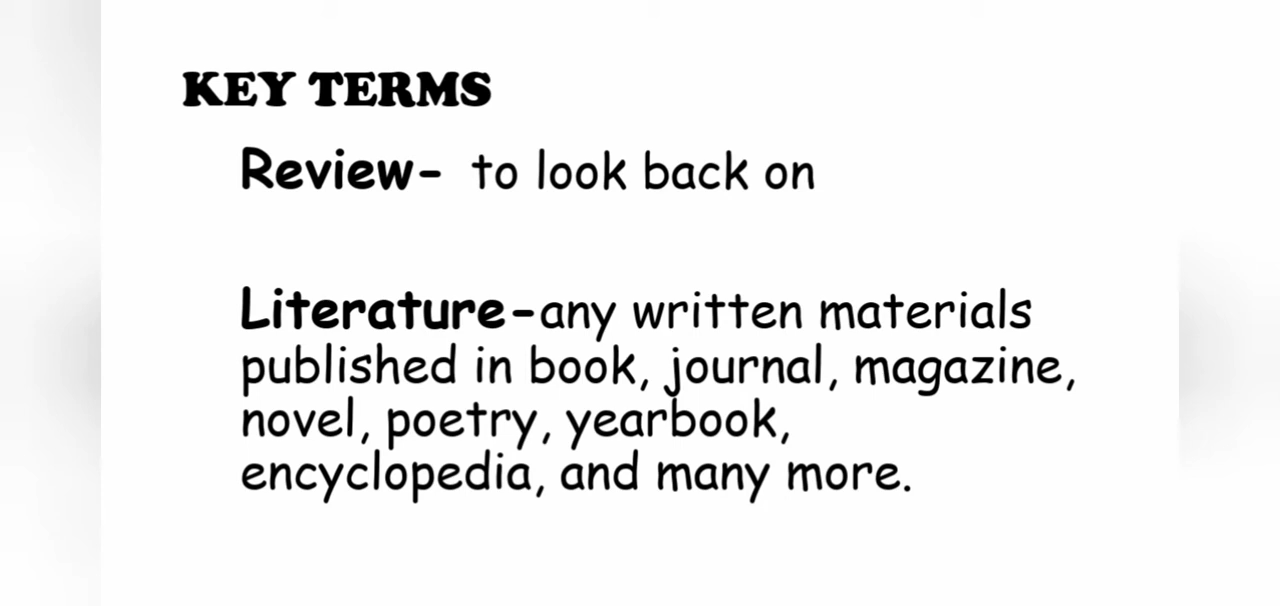 KEY TERMS
Review- to look back on
Literature-any written materials
published in book, journal, magazine,
novel, poetry, yearbook,
encyclopedia, and many more.